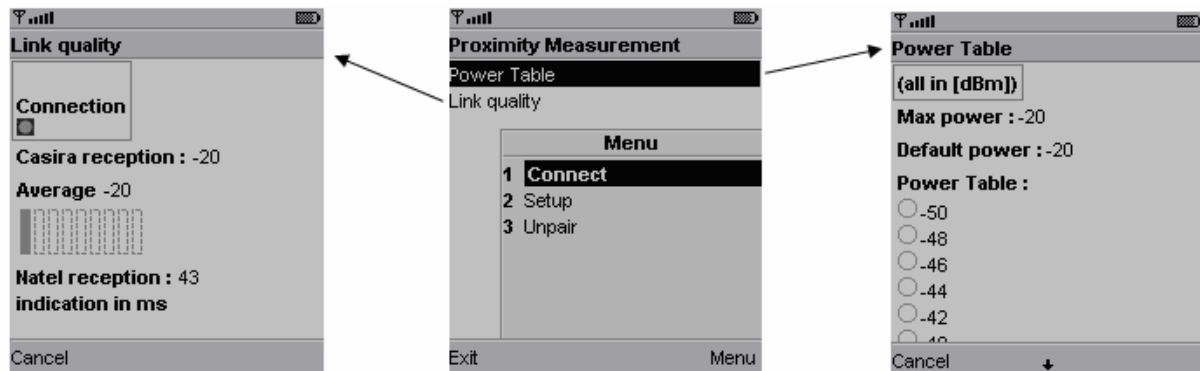 Link quality
Connection
Casira reception : -20
Average -20
Natel reception : 43
indication in ms
Cancel
Proximity Measurement
Power Table
Link quality
Menu
1 Connect
2 Setup
3 Unpair
Exit Menu
Power Table
(all in [dBm])
Max power :-20
Default power :-20
Power Table :
-50
-48
-46
-44
-42
Cancel